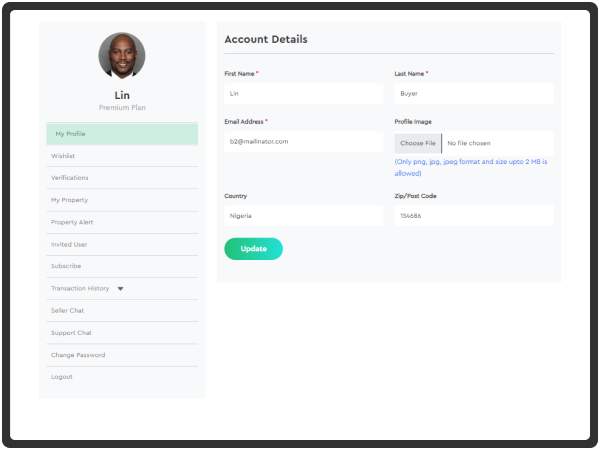 Lin
Premium Plan
My Profile
Wishlist
Verifications
My Property
Property Alert
Invited User
Subscribe
Transaction History
Seller Chat
Support Chat
Change Password
Logout
Account Details
First Name * Last Name *
Lin Buyer
Email Address * Profile Image
b2@mailinator.com Choose File No file chosen
(Only png, jpg, jpeg format and size upto 2 MB is
allowed)
Country Zip/Post Code
Nigeria 154686
Update